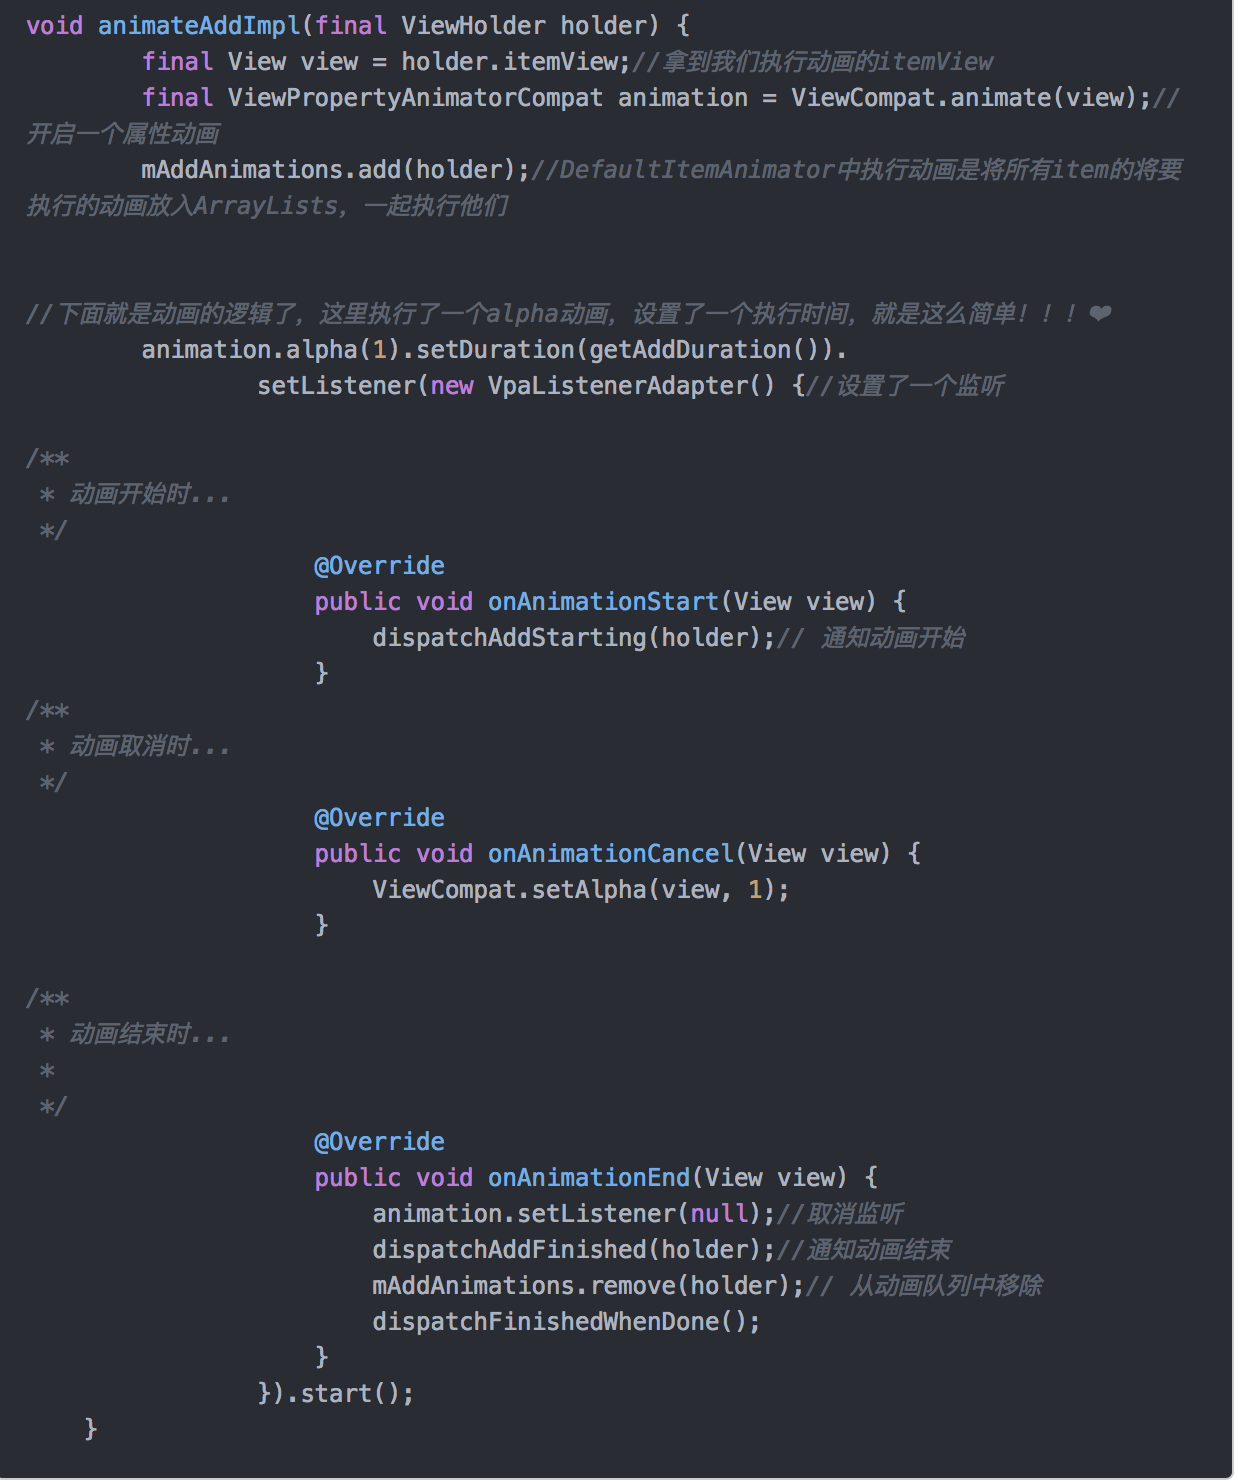 void animateAddImpl(final ViewHolder holder) {
        final View view = holder.itemView;//拿到我们执行动画的itemView
        final ViewPropertyAnimatorCompat animation = ViewCompat.animate(view);//
开启一个属性动画
        mAddAnimations.add(holder);//DefaultItemAnimator中执行动画是将所有item的将要
执行的动画放入ArrayLists，一起执行他们
//下面就是动画的逻辑了，这里执行了一个alpha动画，设置了一个执行时间，就是这么简单！！！❤
        animation.alpha(1).setDuration(getAddDuration()).
                setListener(new VpaListenerAdapter() {//设置了一个监听
/**
 * 动画开始时...
 */
                    @Override
                    public void onAnimationStart(View view) {
                        dispatchAddStarting(holder);// 通知动画开始
                    }
/**
 * 动画取消时...
 */
                    @Override
                    public void onAnimationCancel(View view) {
                        ViewCompat.setAlpha(view, 1);
                    }
/**
 * 动画结束时...
 *
 */
                    @Override
                    public void onAnimationEnd(View view) {
                        animation.setListener(null);//取消监听
                        dispatchAddFinished(holder);//通知动画结束
                        mAddAnimations.remove(holder);// 从动画队列中移除
                        dispatchFinishedWhenDone();
                    }
                }).start();
    }